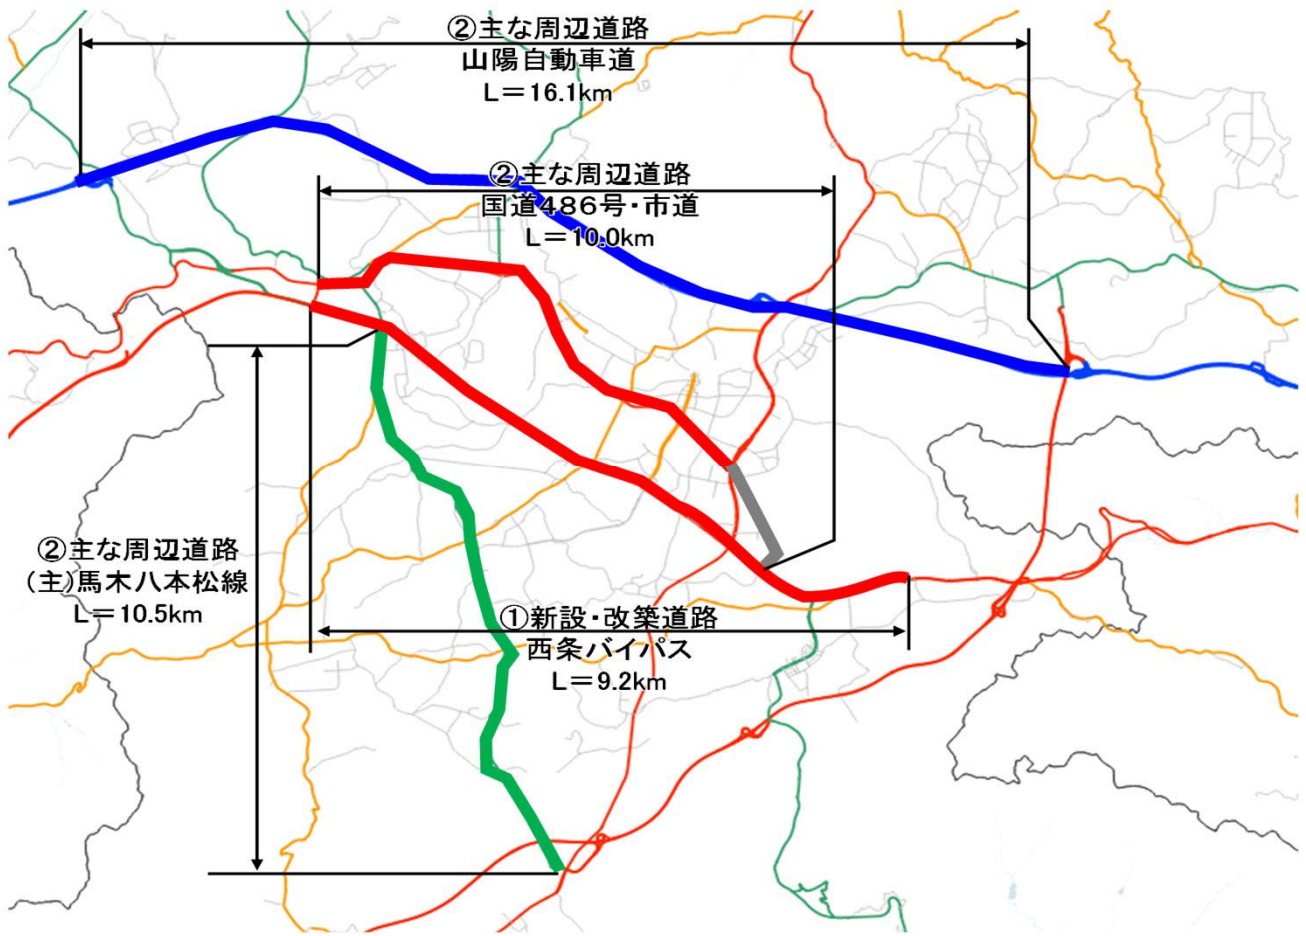 ②主な周辺道路
山陽自動車道
L=16.1km
②主な周辺道路
国道486号・市道
L=10.0km
②主な周辺道路
(主)馬木八本松線
L=10.5km
①新設・改築道路
西条バイパス
L=9.2km